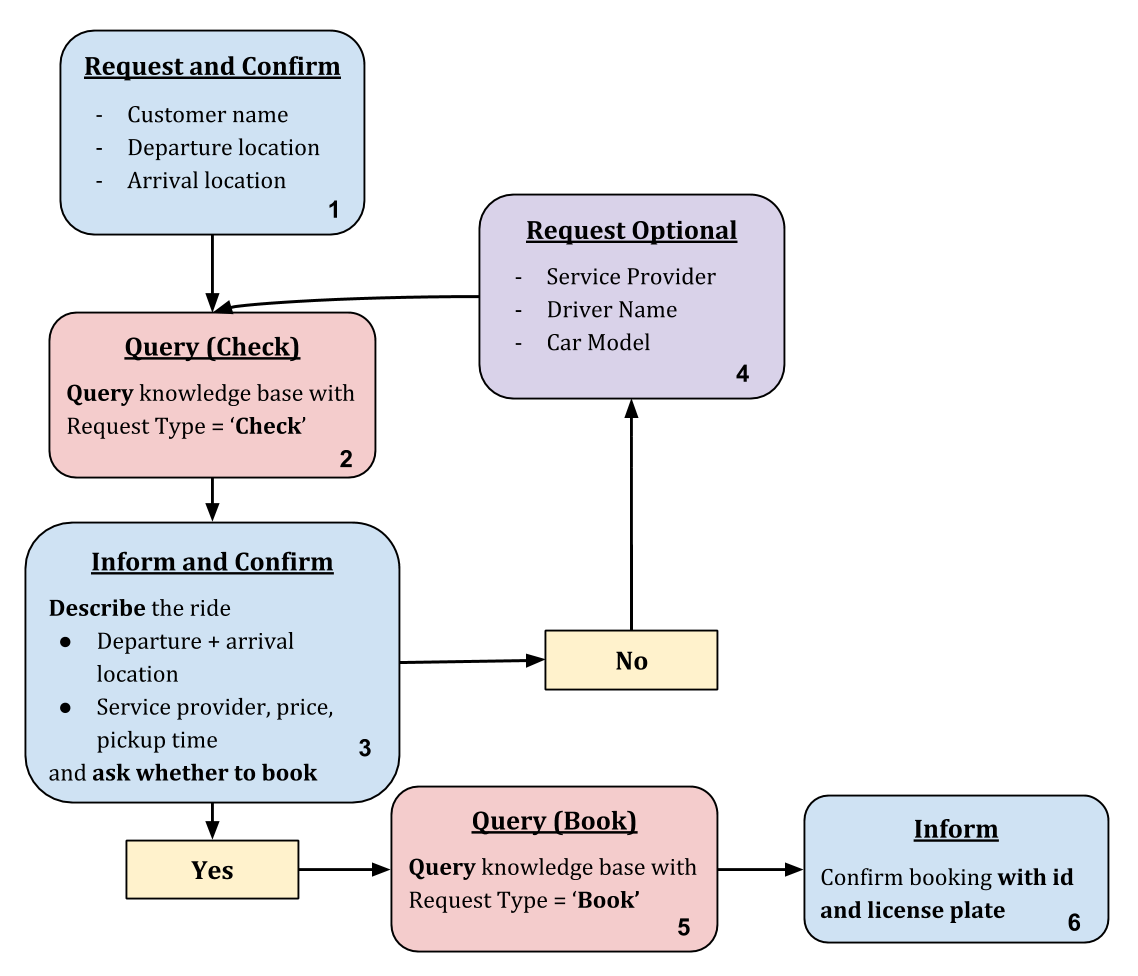 Request and Confirm
- Customer name
- Departure location
- Arrival location
1
Request Optional
- Service Provider
- Driver Name
- Car Model
4
Query (Check)
Query knowledge base with
Request Type = ‘Check’
2
Inform and Confirm
Describe the ride
● Departure + arrival
location
● Service provider, price,
pickup time
and ask whether to book
3
No
Yes
Query (Book)
Query knowledge base with
Request Type = ‘Book’
5
Inform
Confirm booking with id
and license plate
6